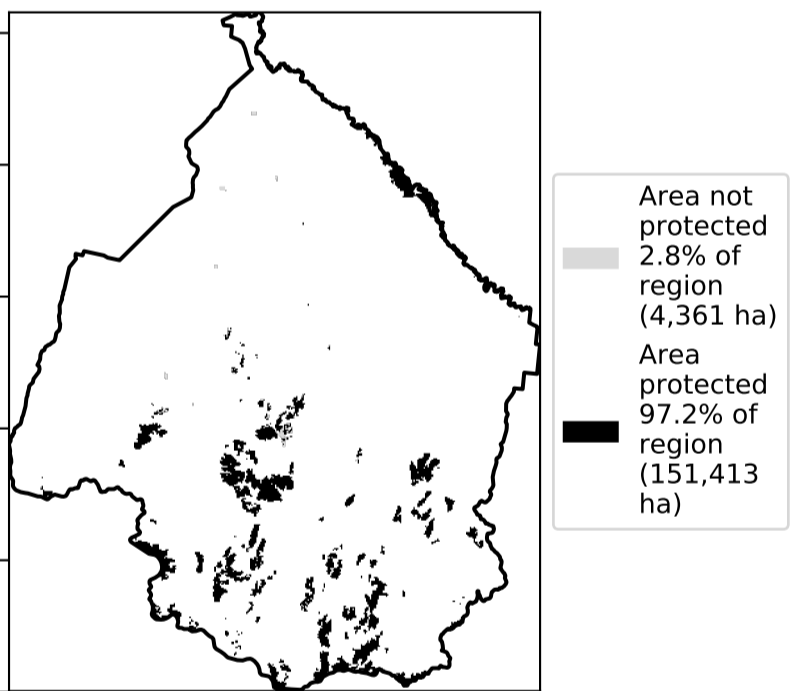 Area not
protected
2.8% of
region
(4,361 ha)
Area
protected
97.2% of
region
(151,413
ha)